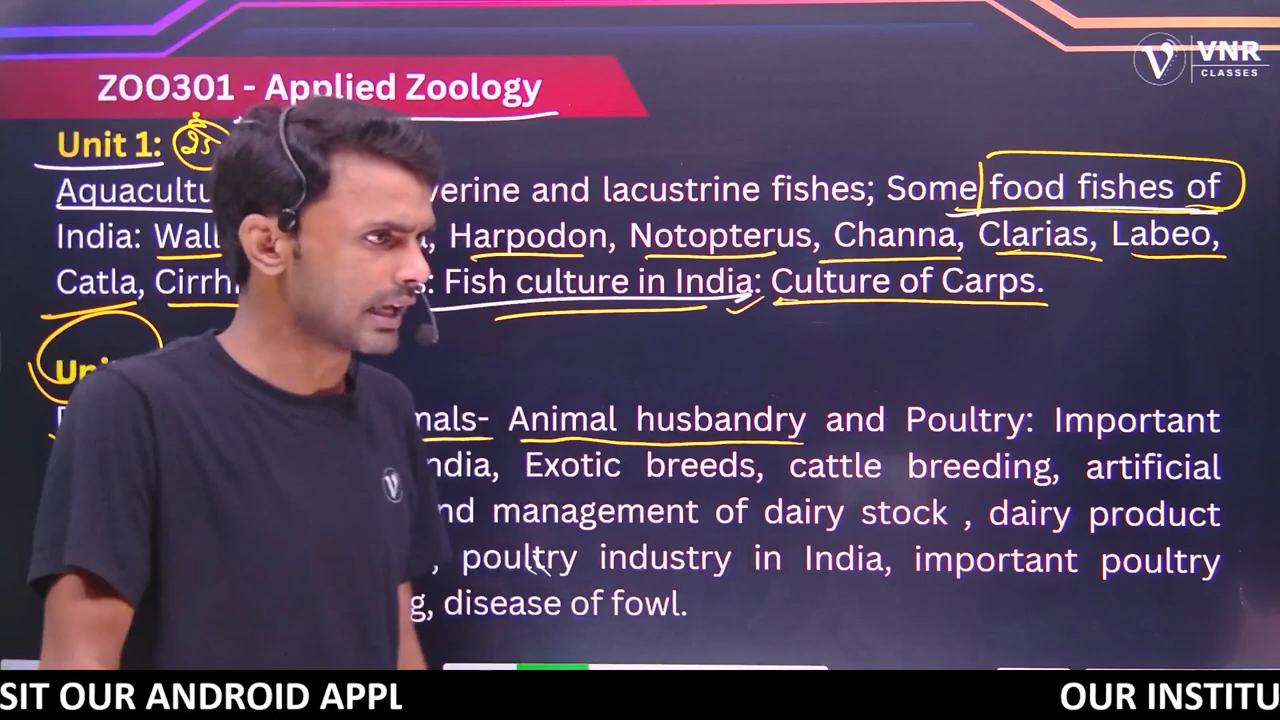 VNR
CLASSES
ZOO301 - Applied Zoology
Unit 1:
Aquacultu verine and lacustrine fishes; Some food fishes of
India: Wall , Harpodon, Notopterus, Channa, Clarias, Labeo,
Catla, Cirrh : Fish culture in India: Culture of Carps.
Uni
mals- Animal husbandry and Poultry: Important
ndia, Exotic breeds, cattle breeding, artificial
nd management of dairy stock , dairy product
, poultry industry in India, important poultry
g, disease of fowl.
SIT OUR ANDROID APPL OUR INSTITU